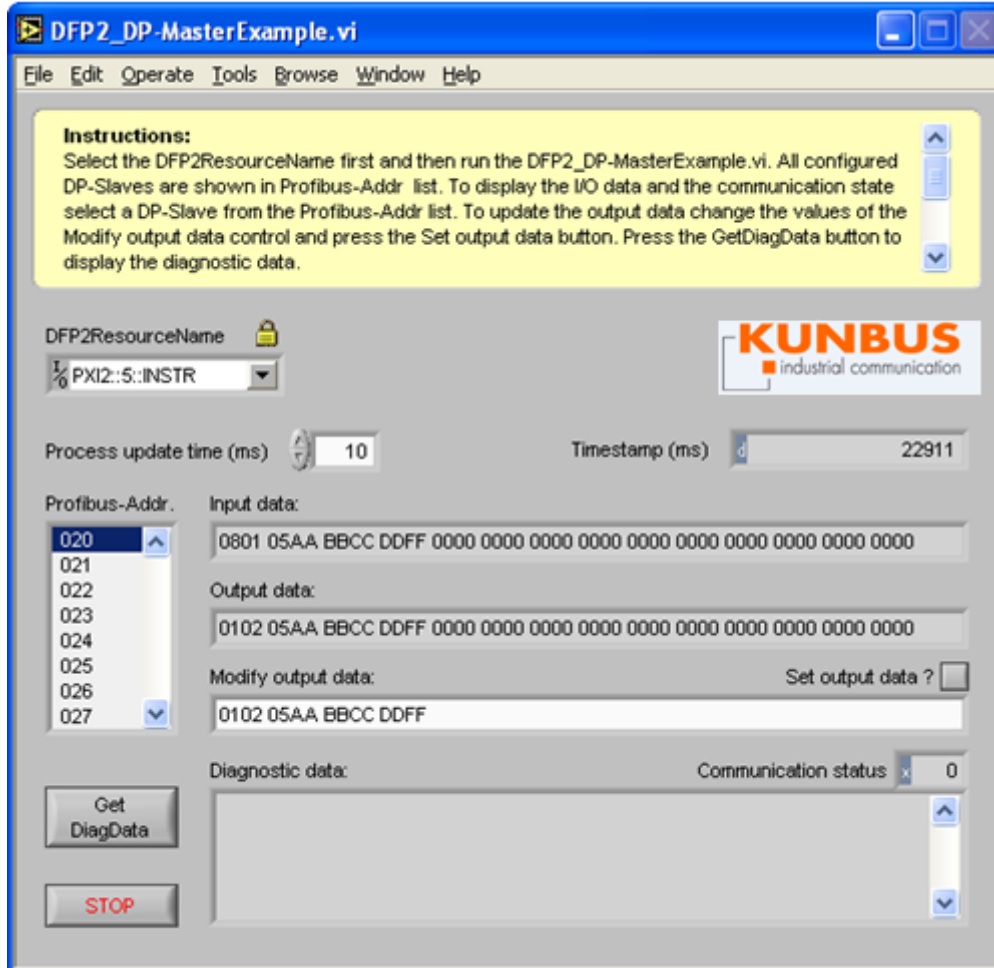 DFP2_DP-MasterExample.vi
File Edit Operate Tools Browse Window Help
Instructions:
Select the DFP2ResourceName first and then run the DFP2_DP-MasterExample.vi. All configured
DP-Slaves are shown in Profibus-Addr list. To display the I/O data and the communication state
select a DP-Slave from the Profibus-Addr list. To update the output data change the values of the
Modify output data control and press the Set output data button. Press the GetDiagData button to
display the diagnostic data.
DFP2ResourceName
I/O PXI2::5::INSTR
KUNBUS
industrial communication
Process update time (ms) 10
Timestamp (ms) d 22911
Profibus-Addr.
020
021
022
023
024
025
026
027
Input data:
0801 05AA BBCC DDFF 0000 0000 0000 0000 0000 0000 0000 0000 0000
Output data:
0102 05AA BBCC DDFF 0000 0000 0000 0000 0000 0000 0000 0000 0000
Modify output data:
Set output data ?
0102 05AA BBCC DDFF
Diagnostic data:
Communication status x 0
Get
DiagData
STOP